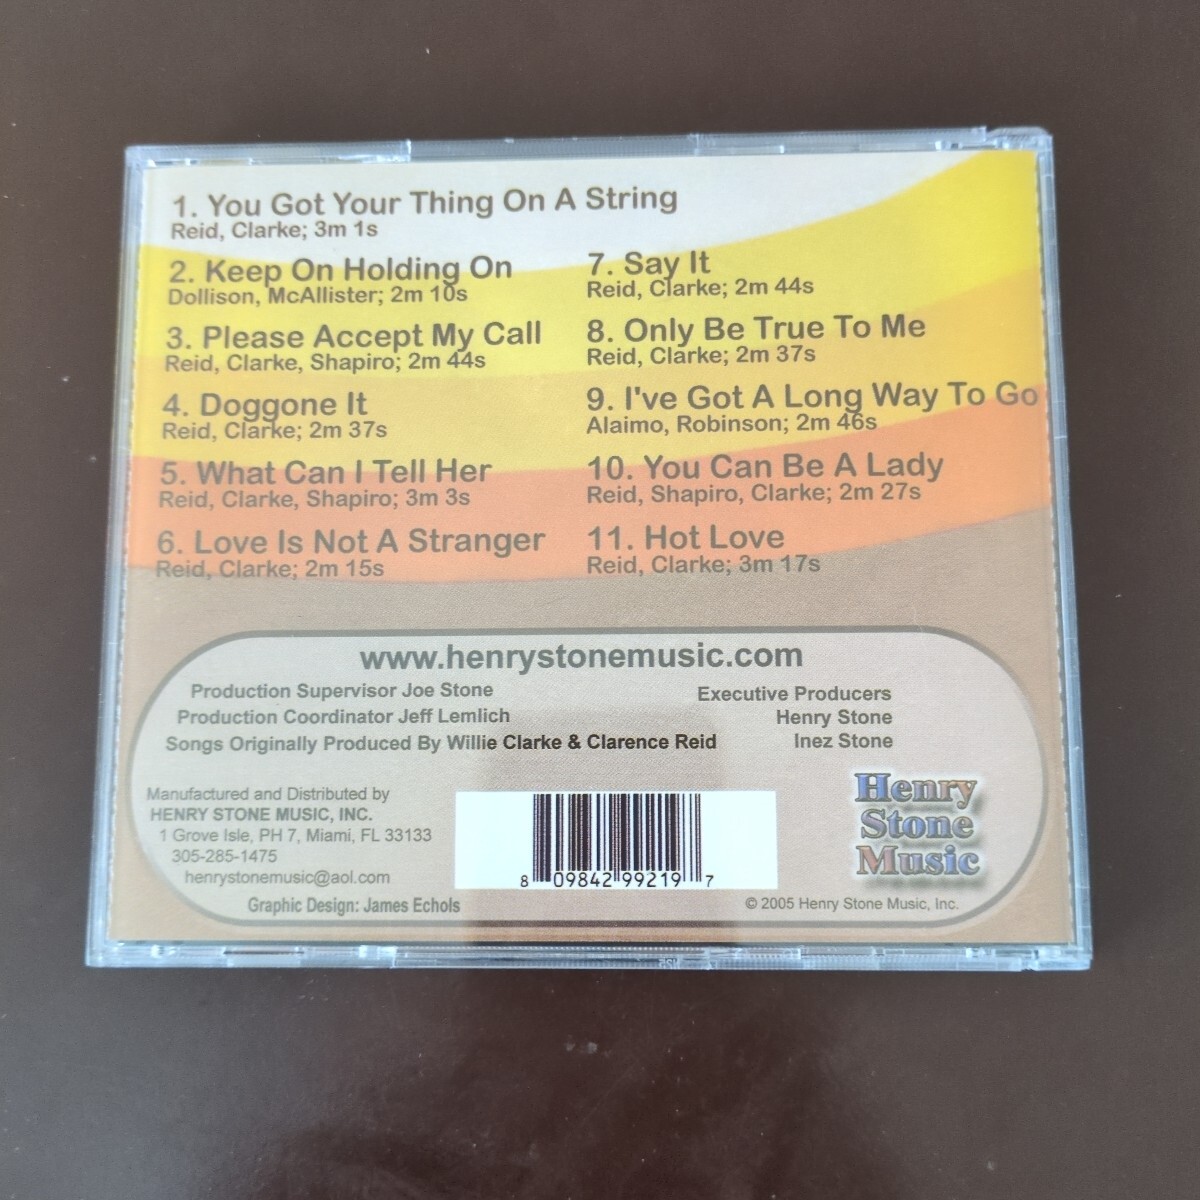 1. You Got Your Thing On A String
Reid, Clarke; 3m 1s
2. Keep On Holding On
Dollison, McAllister; 2m 10s
3. Please Accept My Call
Reid, Clarke, Shapiro; 2m 44s
4. Doggone It
Reid, Clarke; 2m 37s
5. What Can I Tell Her
Reid, Clarke, Shapiro; 3m 3s
6. Love Is Not A Stranger
Reid, Clarke; 2m 15s
7. Say It
Reid, Clarke; 2m 44s
8. Only Be True To Me
Reid, Clarke; 2m 37s
9. I've Got A Long Way To Go
Alaimo, Robinson; 2m 46s
10. You Can Be A Lady
Reid, Shapiro, Clarke; 2m 27s
11. Hot Love
Reid, Clarke; 3m 17s
www.henrystonemusic.com
Production Supervisor Joe Stone
Production Coordinator Jeff Lemlich
Songs Originally Produced By Willie Clarke & Clarence Reid
Executive Producers
Henry Stone
Inez Stone
Manufactured and Distributed by
HENRY STONE MUSIC, INC.
1 Grove Isle, PH 7, Miami, FL 33133
305-285-1475
henrystonemusic@aol.com
Graphic Design: James Echols
8 09842 99219 7
Henry
Stone
Music
© 2005 Henry Stone Music, Inc.